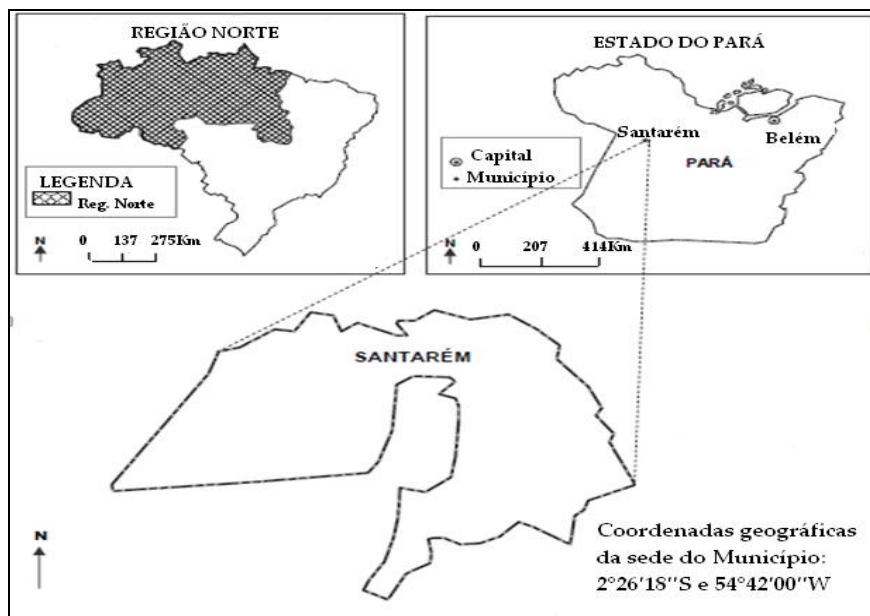 REGIÃO NORTE
LEGENDA
Reg. Norte
N
0 137 275Km
ESTADO DO PARÁ
Santarém
Belém
PARÁ
Capital
Município
N
0 207 414Km
SANTARÉM
N
Coordenadas geográficas
da sede do Município:
2°26'18''S e 54°42'00''W